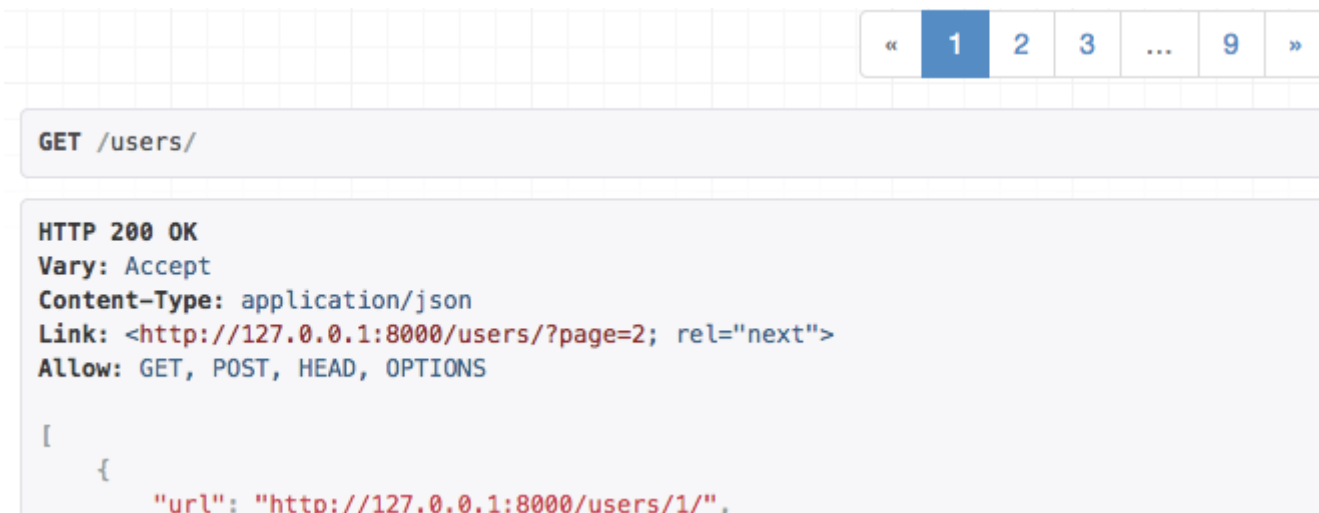 « 1 2 3 ... 9 »
GET /users/
HTTP 200 OK
Vary: Accept
Content-Type: application/json
Link: <http://127.0.0.1:8000/users/?page=2; rel="next">
Allow: GET, POST, HEAD, OPTIONS
[
{
"url": "http://127.0.0.1:8000/users/1/",